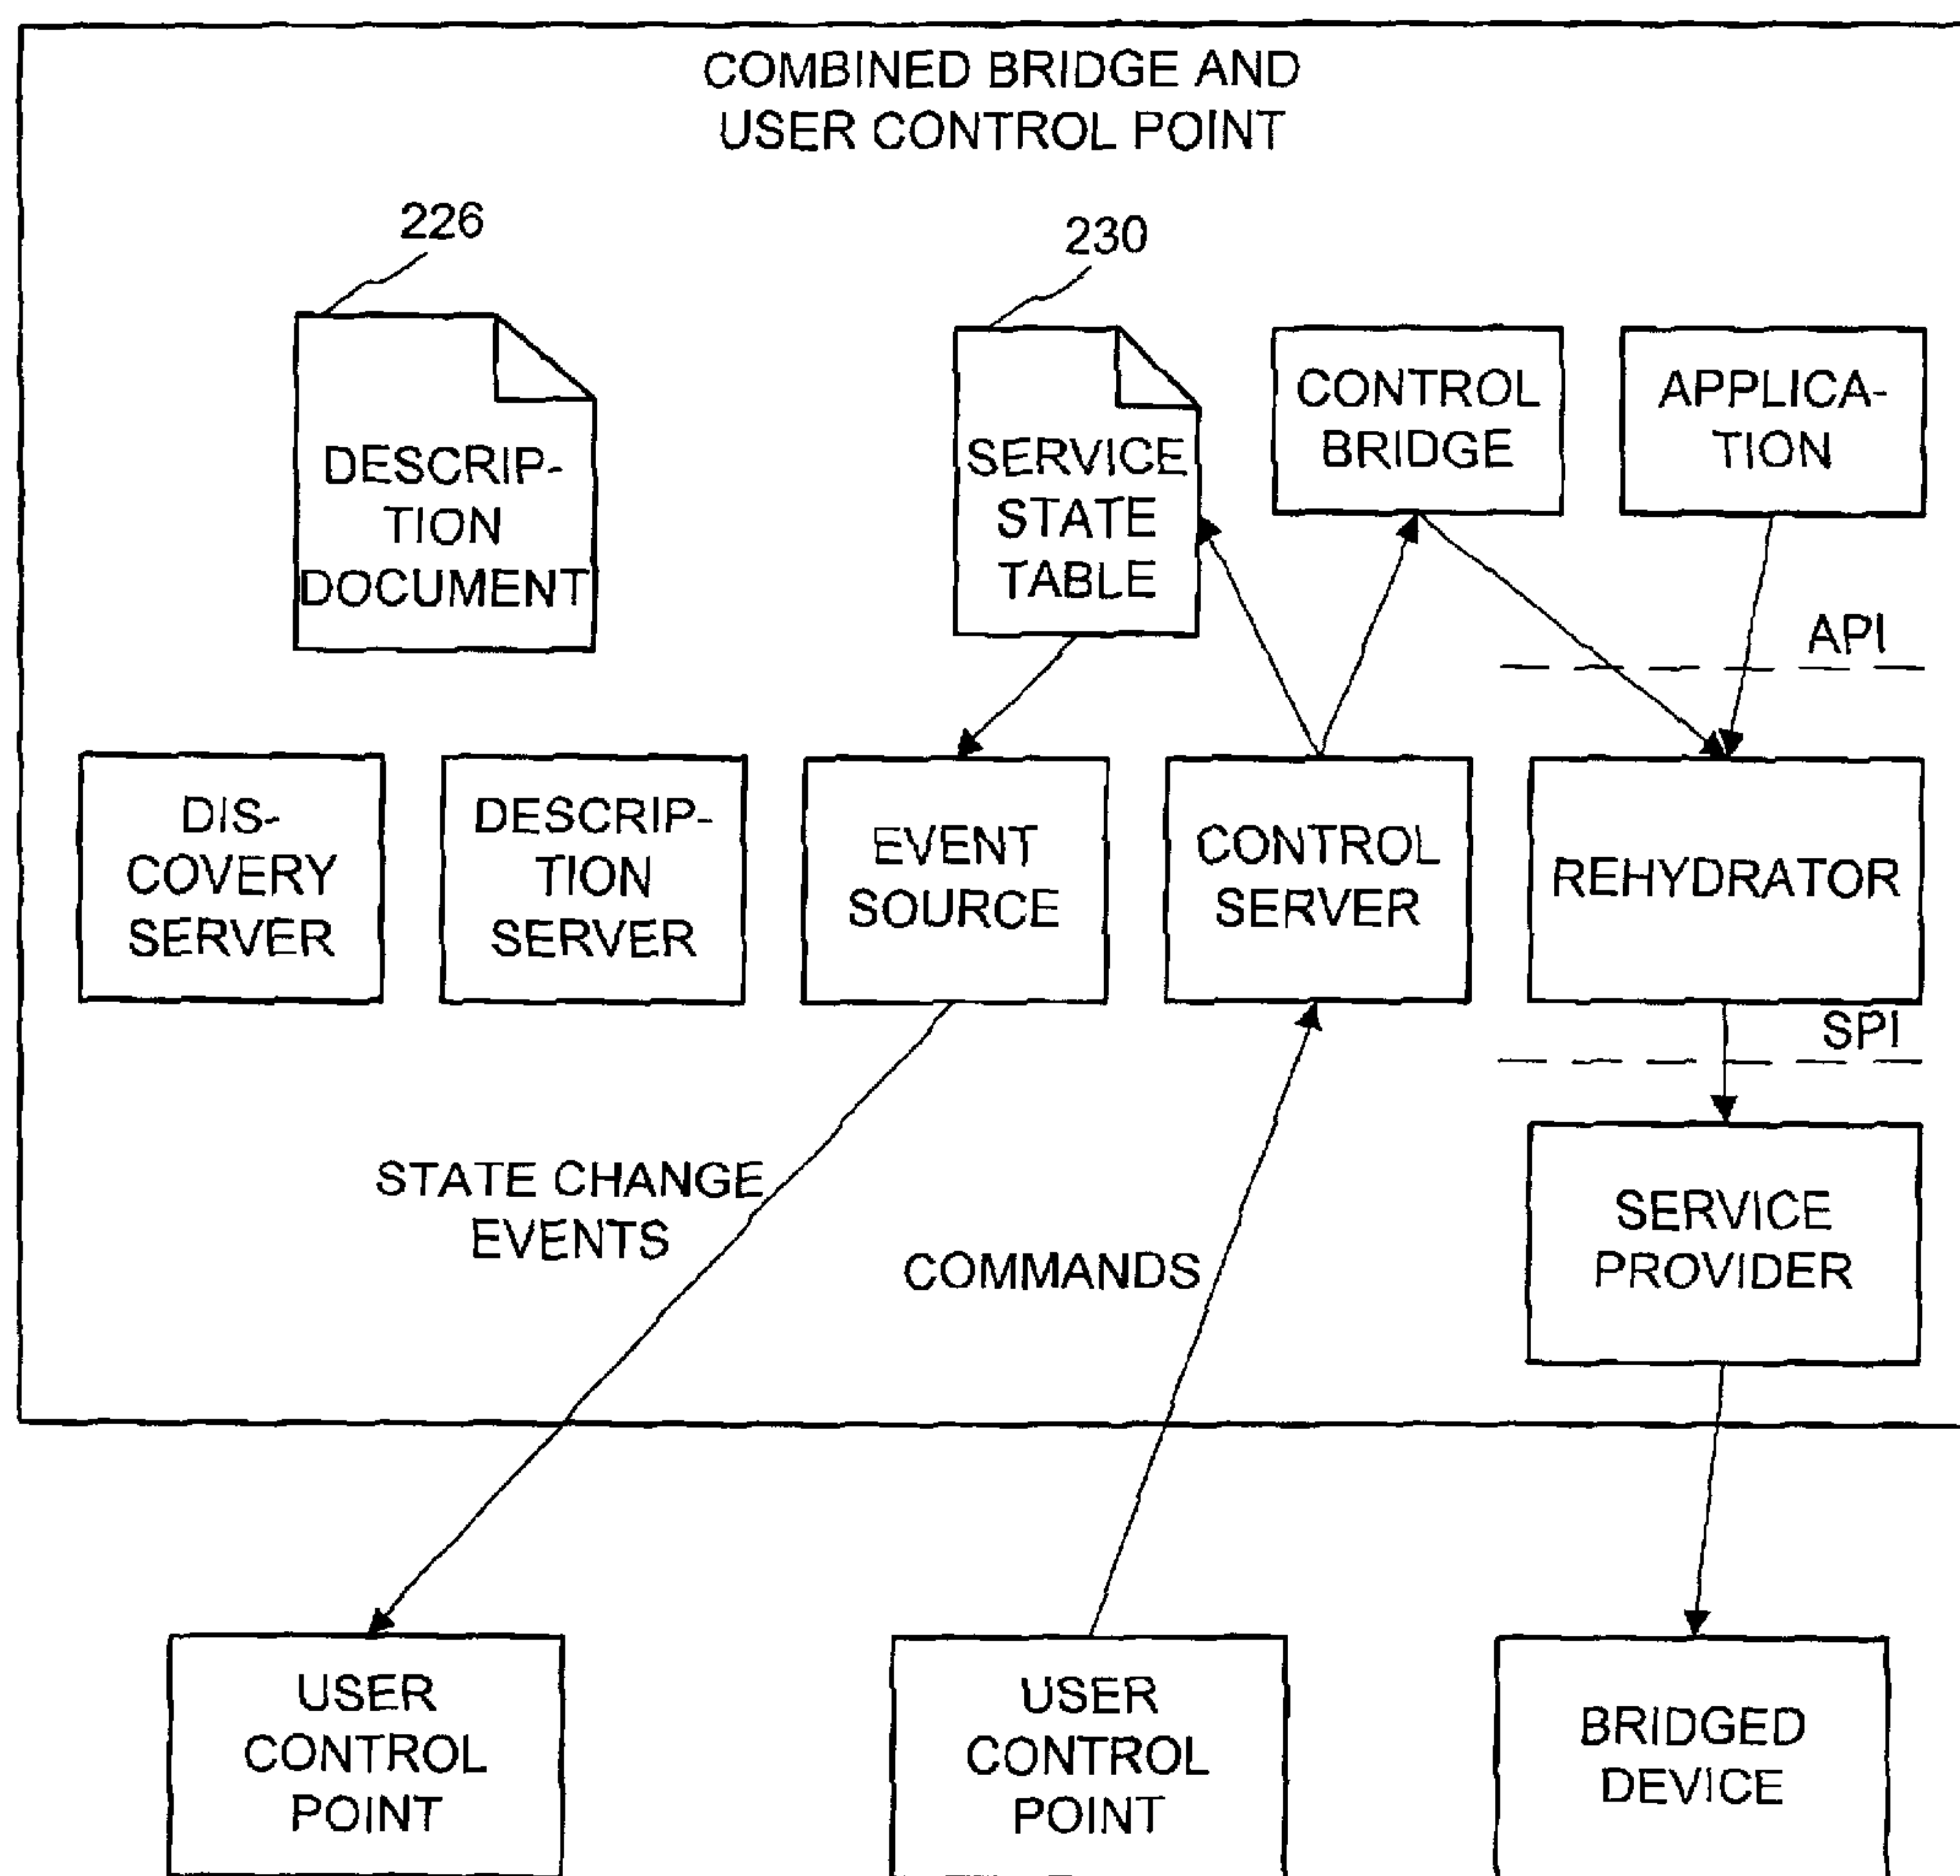 COMBINED BRIDGE AND
USER CONTROL POINT
226
230
DESCRIP-
TION
DOCUMENT
SERVICE
STATE
TABLE
CONTROL
BRIDGE
APPLICA-
TION
API
DIS-
COVERY
SERVER
DESCRIP-
TION
SERVER
EVENT
SOURCE
CONTROL
SERVER
REHYDRATOR
SPI
STATE CHANGE
EVENTS
COMMANDS
SERVICE
PROVIDER
USER
CONTROL
POINT
USER
CONTROL
POINT
BRIDGED
DEVICE